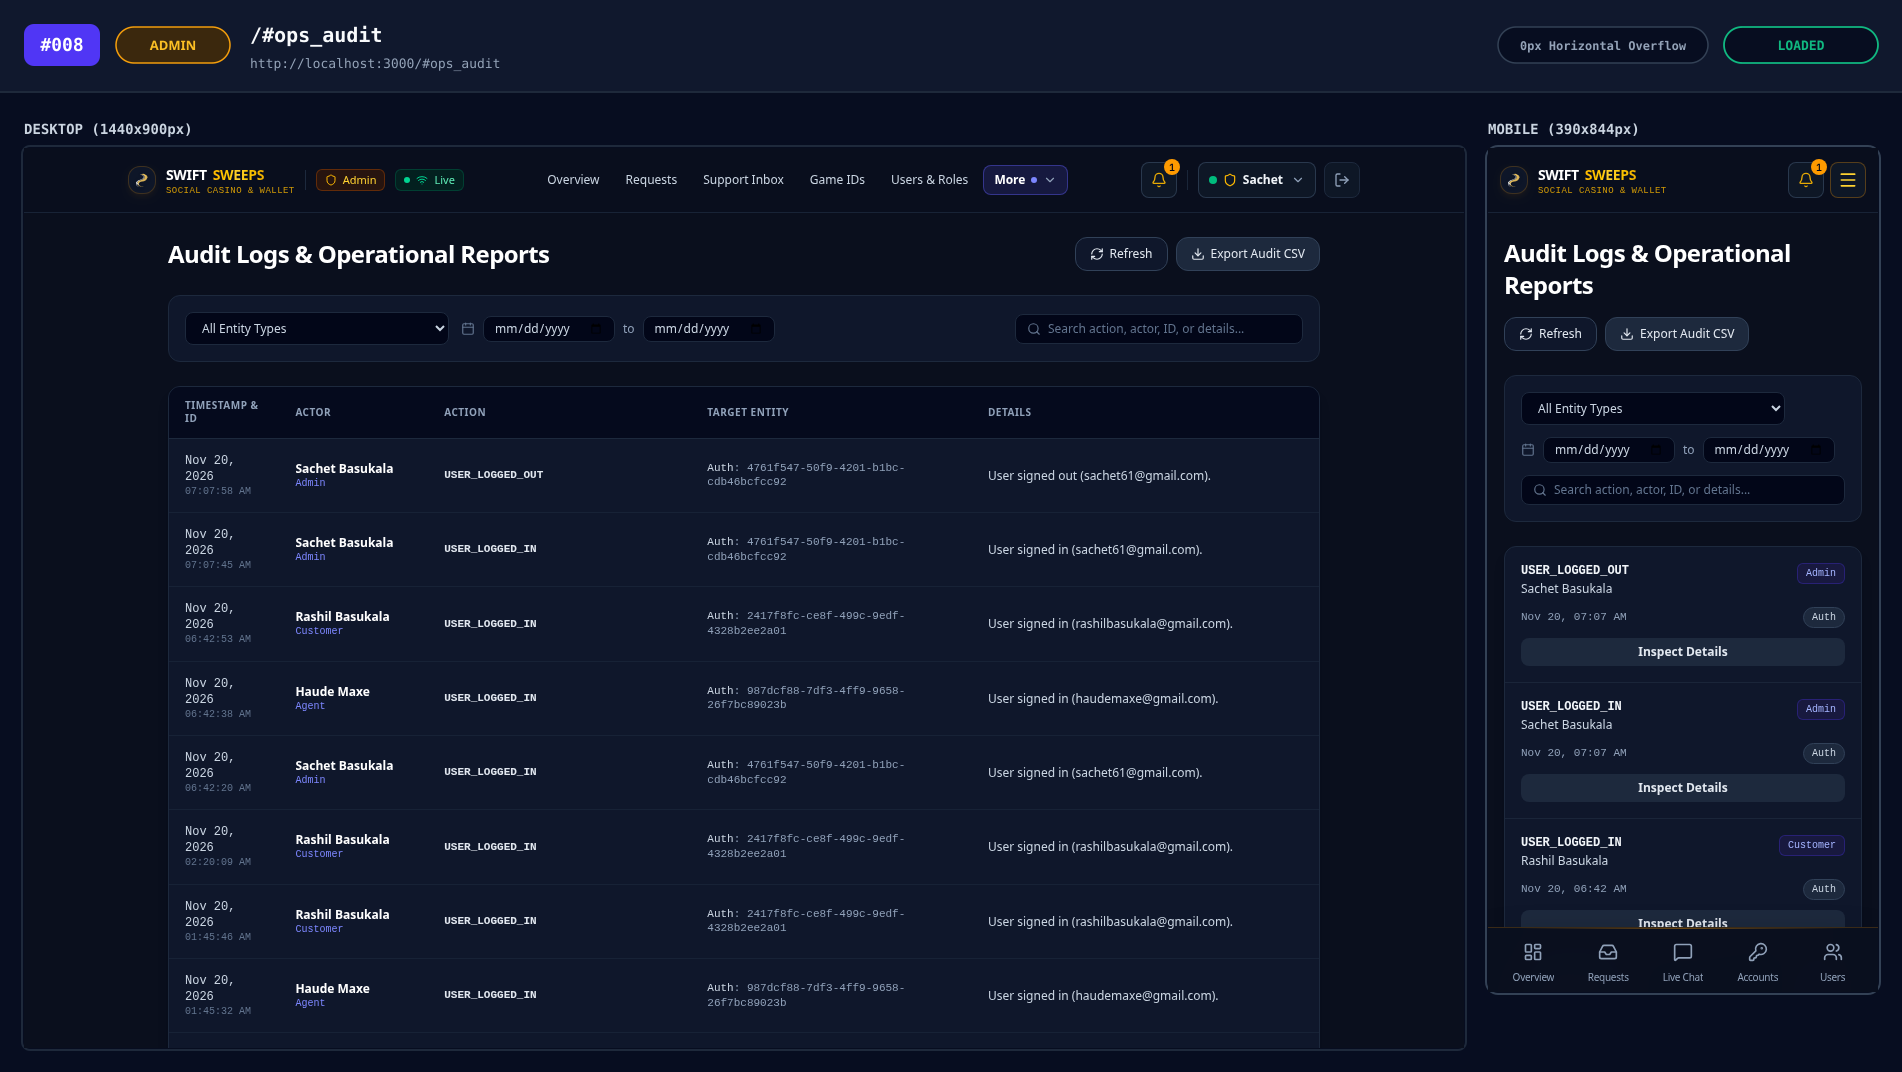 #008
ADMIN
/#ops_audit
http://localhost:3000/#ops_audit
0px Horizontal Overflow
LOADED
DESKTOP (1440x900px)
SWIFT SWEEPS
SOCIAL CASINO & WALLET
Admin
Live
Overview
Requests
Support Inbox
Game IDs
Users & Roles
More
1
Sachet
Audit Logs & Operational Reports
Refresh
Export Audit CSV
All Entity Types
mm/dd/yyyy
to
mm/dd/yyyy
Search action, actor, ID, or details...
TIMESTAMP &
ID
ACTOR
ACTION
TARGET ENTITY
DETAILS
Nov 20,
2026
07:07:58 AM
Sachet Basukala
Admin
USER_LOGGED_OUT
Auth: 4761f547-50f9-4201-b1bc-
cdb46bcfcc92
User signed out (sachet61@gmail.com).
Nov 20,
2026
07:07:45 AM
Sachet Basukala
Admin
USER_LOGGED_IN
Auth: 4761f547-50f9-4201-b1bc-
cdb46bcfcc92
User signed in (sachet61@gmail.com).
Nov 20,
2026
06:42:53 AM
Rashil Basukala
Customer
USER_LOGGED_IN
Auth: 2417f8fc-ce8f-499c-9edf-
4328b2ee2a01
User signed in (rashilbasukala@gmail.com).
Nov 20,
2026
06:42:38 AM
Haude Maxe
Agent
USER_LOGGED_IN
Auth: 987dcf88-7df3-4ff9-9658-
26f7bc89023b
User signed in (haudemaxe@gmail.com).
Nov 20,
2026
06:42:20 AM
Sachet Basukala
Admin
USER_LOGGED_IN
Auth: 4761f547-50f9-4201-b1bc-
cdb46bcfcc92
User signed in (sachet61@gmail.com).
Nov 20,
2026
02:20:09 AM
Rashil Basukala
Customer
USER_LOGGED_IN
Auth: 2417f8fc-ce8f-499c-9edf-
4328b2ee2a01
User signed in (rashilbasukala@gmail.com).
Nov 20,
2026
01:45:46 AM
Rashil Basukala
Customer
USER_LOGGED_IN
Auth: 2417f8fc-ce8f-499c-9edf-
4328b2ee2a01
User signed in (rashilbasukala@gmail.com).
Nov 20,
2026
01:45:32 AM
Haude Maxe
Agent
USER_LOGGED_IN
Auth: 987dcf88-7df3-4ff9-9658-
26f7bc89023b
User signed in (haudemaxe@gmail.com).
MOBILE (390x844px)
SWIFT SWEEPS
SOCIAL CASINO & WALLET
1
Audit Logs & Operational
Reports
Refresh
Export Audit CSV
All Entity Types
mm/dd/yyyy
to
mm/dd/yyyy
Search action, actor, ID, or details...
USER_LOGGED_OUT
Admin
Sachet Basukala
Nov 20, 07:07 AM
Auth
Inspect Details
USER_LOGGED_IN
Admin
Sachet Basukala
Nov 20, 07:07 AM
Auth
Inspect Details
USER_LOGGED_IN
Customer
Rashil Basukala
Nov 20, 06:42 AM
Auth
Inspect Details
Overview
Requests
Live Chat
Accounts
Users